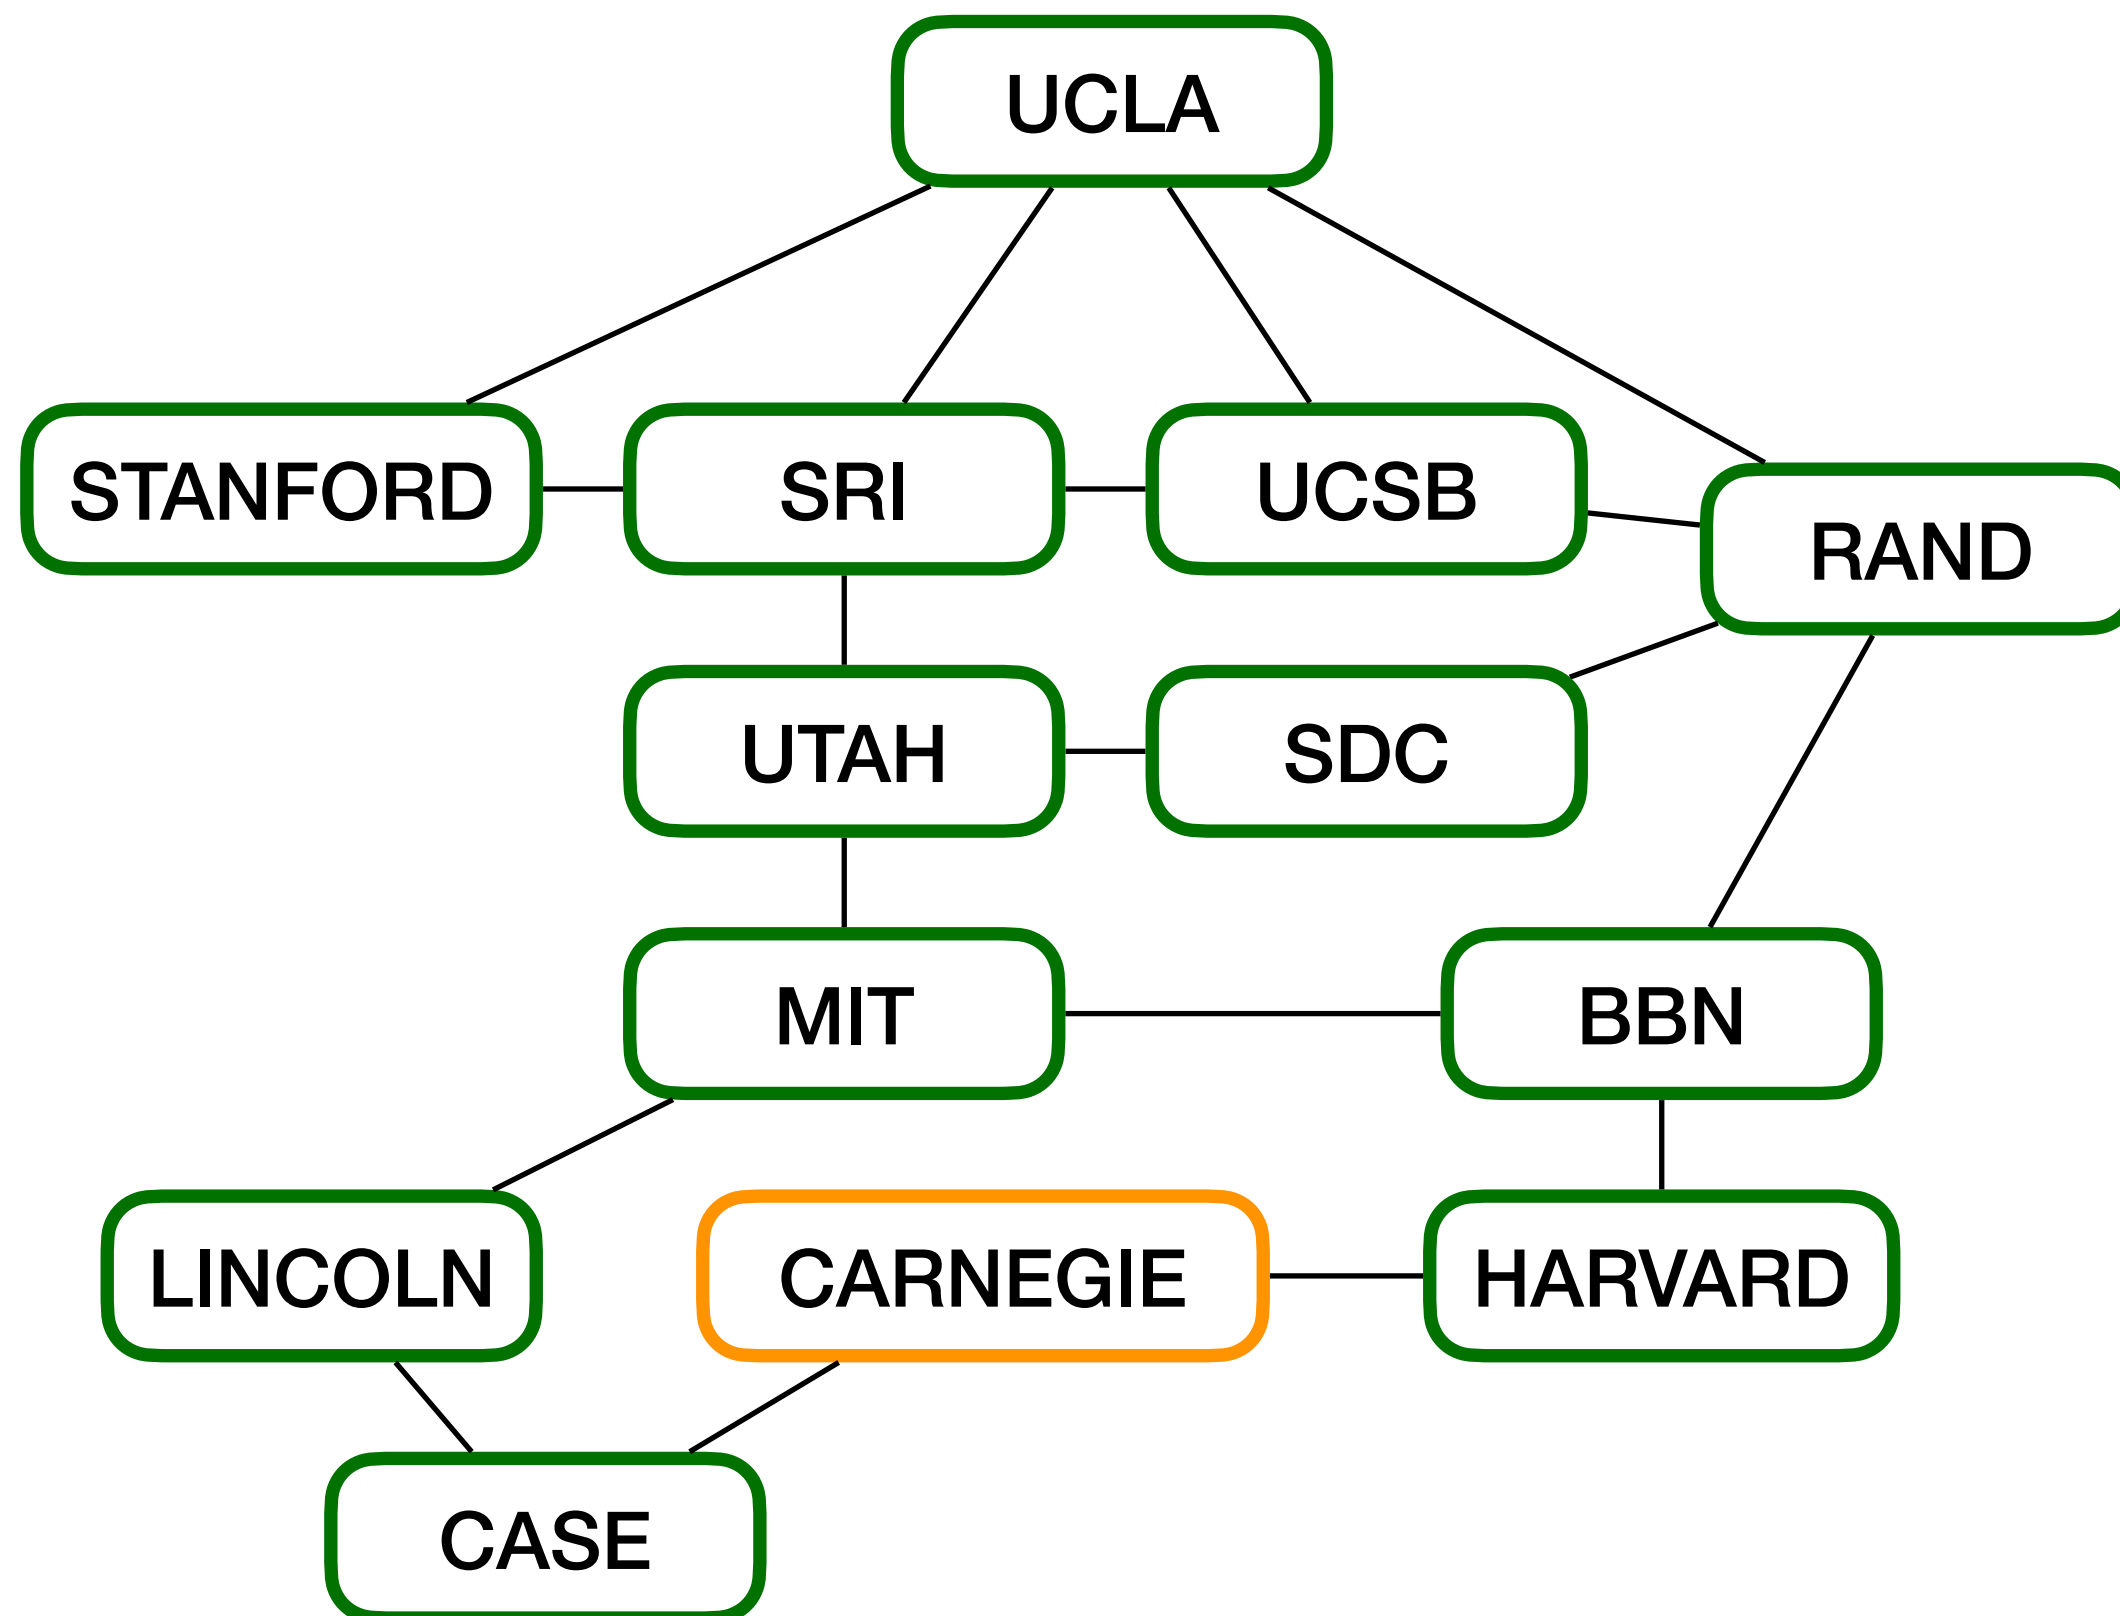 UCLA
STANFORD
SRI
UCSB
RAND
UTAH
SDC
MIT
BBN
LINCOLN
CARNEGIE
HARVARD
CASE